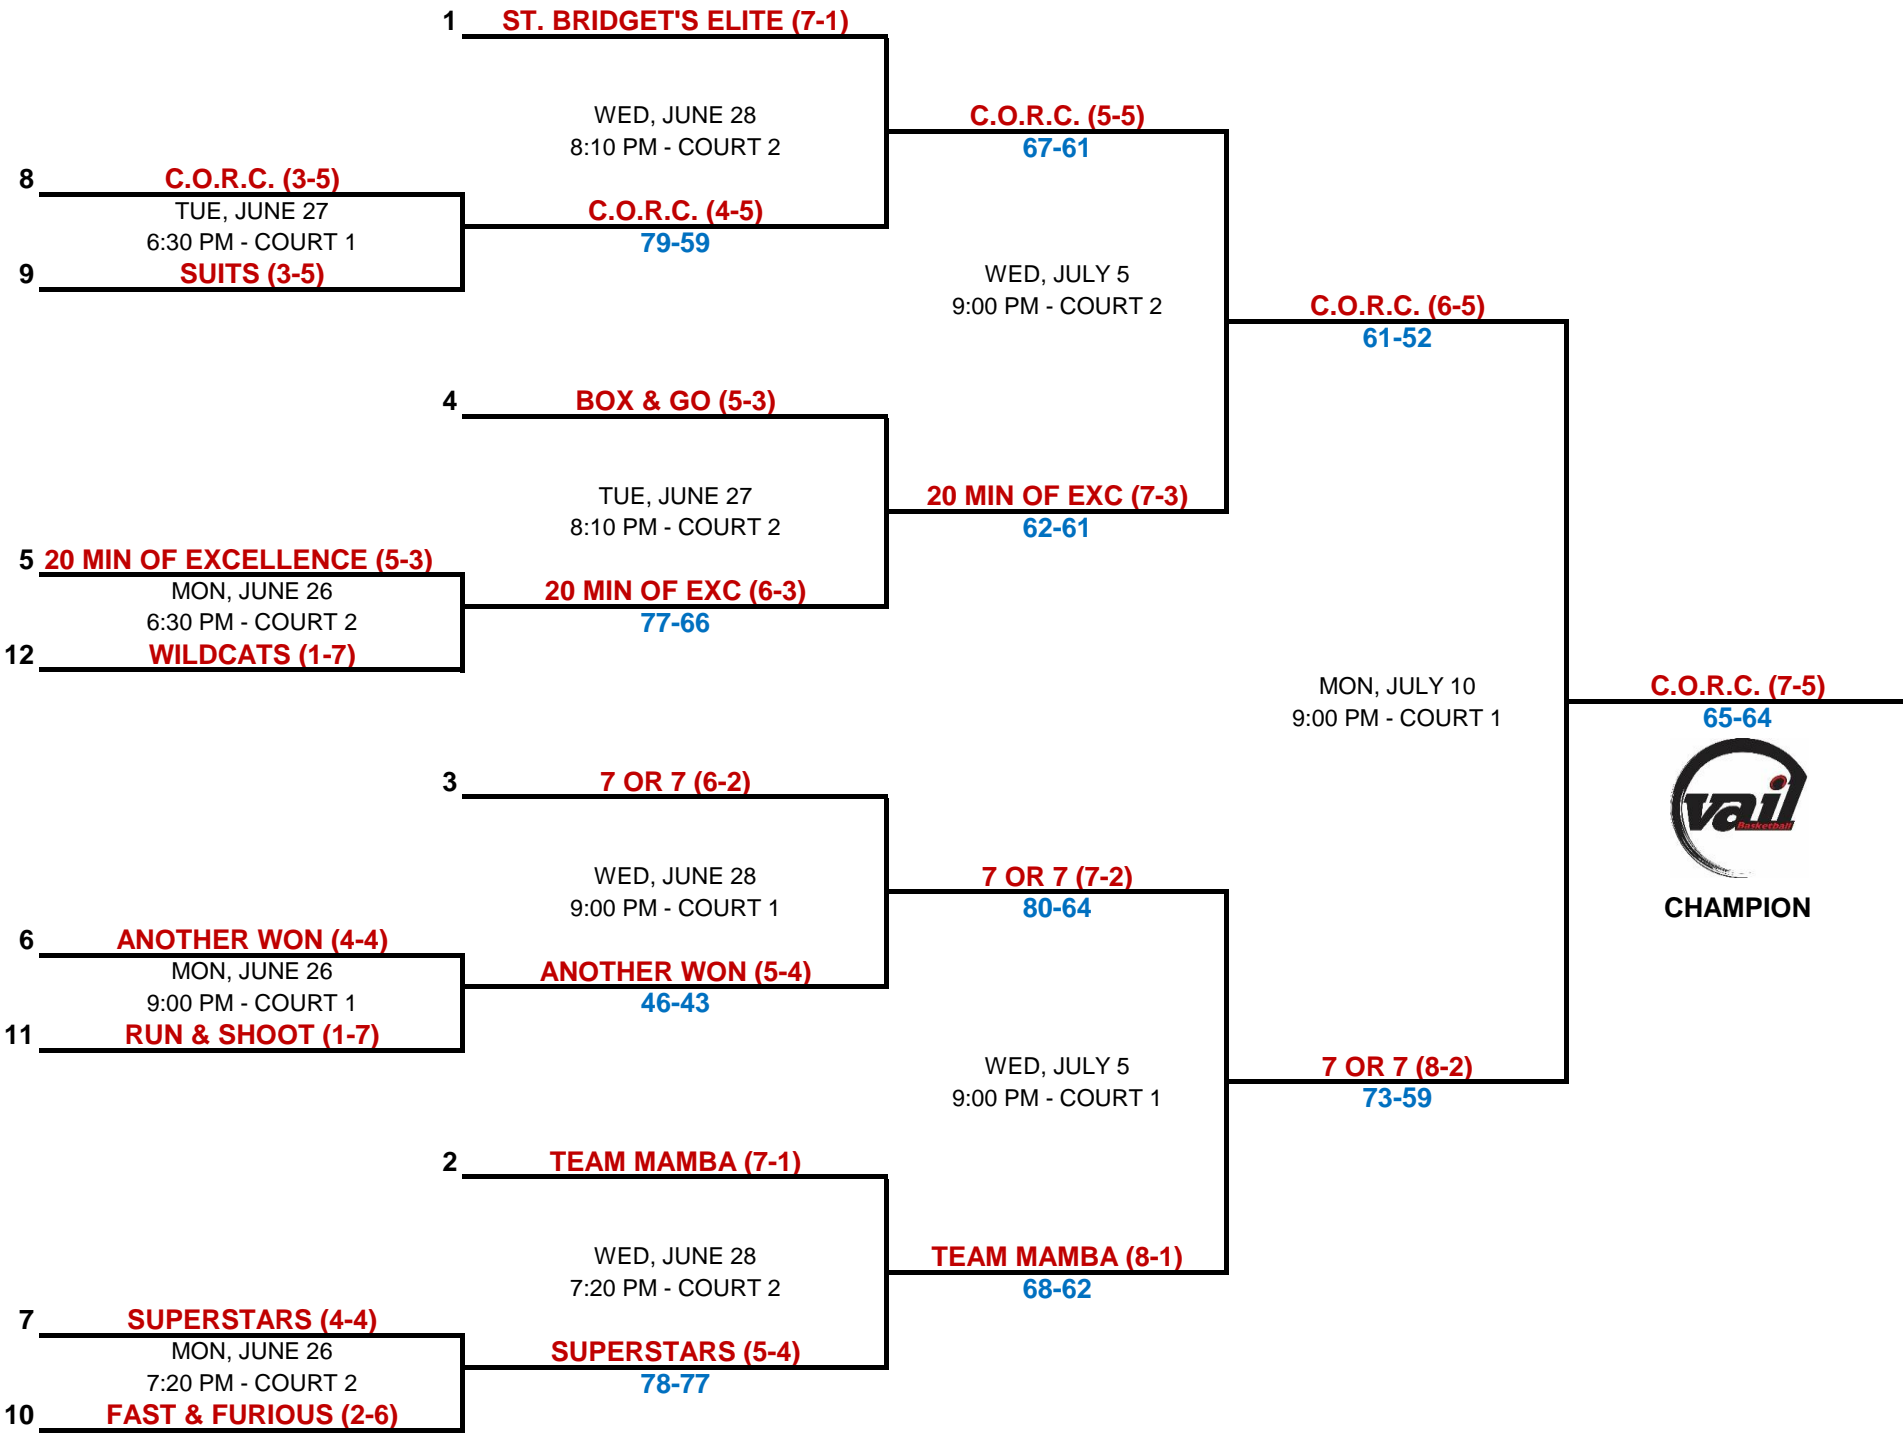 1 ST. BRIDGET'S ELITE (7-1)
WED, JUNE 28
8:10 PM - COURT 2
C.O.R.C. (5-5)
67-61
8 C.O.R.C. (3-5)
TUE, JUNE 27
6:30 PM - COURT 1
9 SUITS (3-5)
C.O.R.C. (4-5)
79-59
WED, JULY 5
9:00 PM - COURT 2
C.O.R.C. (6-5)
61-52
4 BOX & GO (5-3)
TUE, JUNE 27
8:10 PM - COURT 2
20 MIN OF EXC (7-3)
62-61
5 20 MIN OF EXCELLENCE (5-3)
MON, JUNE 26
6:30 PM - COURT 2
12 WILDCATS (1-7)
20 MIN OF EXC (6-3)
77-66
MON, JULY 10
9:00 PM - COURT 1
C.O.R.C. (7-5)
65-64
vail
Basketball
CHAMPION
3 7 OR 7 (6-2)
WED, JUNE 28
9:00 PM - COURT 1
7 OR 7 (7-2)
80-64
6 ANOTHER WON (4-4)
MON, JUNE 26
9:00 PM - COURT 1
11 RUN & SHOOT (1-7)
ANOTHER WON (5-4)
46-43
WED, JULY 5
9:00 PM - COURT 1
7 OR 7 (8-2)
73-59
2 TEAM MAMBA (7-1)
WED, JUNE 28
7:20 PM - COURT 2
TEAM MAMBA (8-1)
68-62
7 SUPERSTARS (4-4)
MON, JUNE 26
7:20 PM - COURT 2
10 FAST & FURIOUS (2-6)
SUPERSTARS (5-4)
78-77